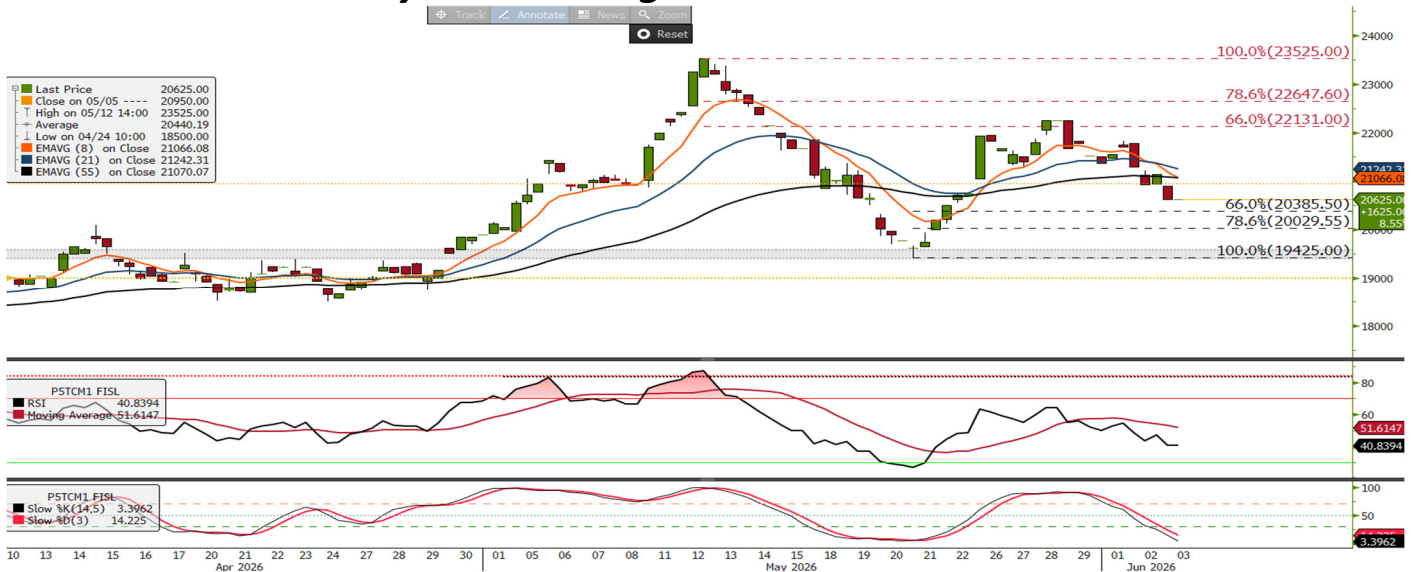 Track Annotate News Zoom
Reset
Last Price 20625.00
Close on 05/05 ---- 20950.00
High on 05/12 14:00 23525.00
Average 20440.19
Low on 04/24 10:00 18500.00
EMAVG (8) on Close 21066.08
EMAVG (21) on Close 21242.31
EMAVG (55) on Close 21070.07
100.0%(23525.00)
78.6%(22647.60)
66.0%(22131.00)
66.0%(20385.50)
78.6%(20029.55)
100.0%(19425.00)
24000
23000
22000
21242.31
21066.08
20625.00
+1625.00
8.55%
20000
19000
18000
P5TCM1 FISL
RSI 40.8394
Moving Average 51.6147
80
60
51.6147
40.8394
P5TCM1 FISL
Slow %K(14,5) 3.3962
Slow %D(3) 14.225
100
50
14.225
3.3962
10 13 14 15 16 17 20 21 22 23 24 27 28 29 30 01 05 06 07 08 11 12 13 14 15 18 19 20 21 22 26 27 28 29 01 02 03
Apr 2026 May 2026 Jun 2026